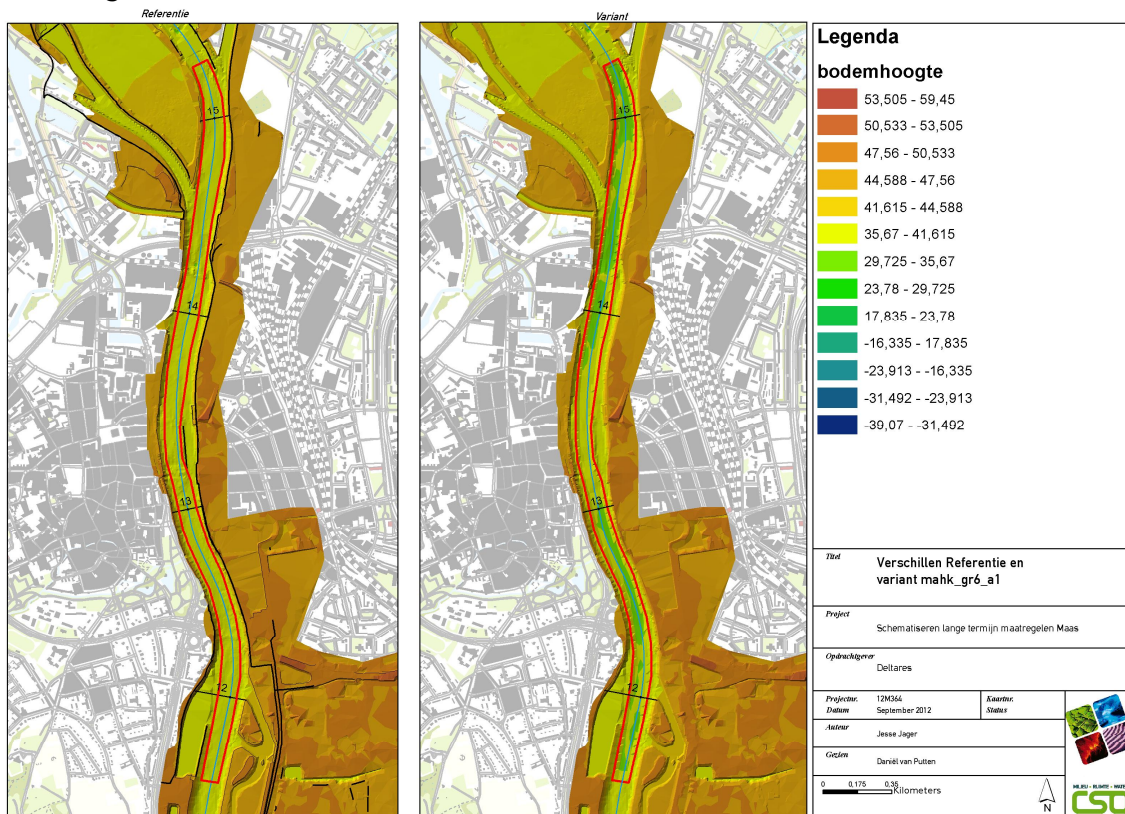 Referentie
Variant
15
14
13
12
15
14
13
12
Legenda
bodemhoogte
53,505 - 59,45
50,533 - 53,505
47,56 - 50,533
44,588 - 47,56
41,615 - 44,588
35,67 - 41,615
29,725 - 35,67
23,78 - 29,725
17,835 - 23,78
-16,335 - 17,835
-23,913 - -16,335
-31,492 - -23,913
-39,07 - -31,492
Titel
Verschillen Referentie en
variant mahk_gr6_a1
Project
Schematiseren lange termijn maatregelen Maas
Opdrachtgever
Deltares
Projectnr. 12M364 Kaartnr.
Datum September 2012 Status
Auteur
Jesse Jager
Gezien
Daniël van Putten
0 0,175 0,35
Kilometers
N
MILIEU - RUIMTE - WATER
CSO